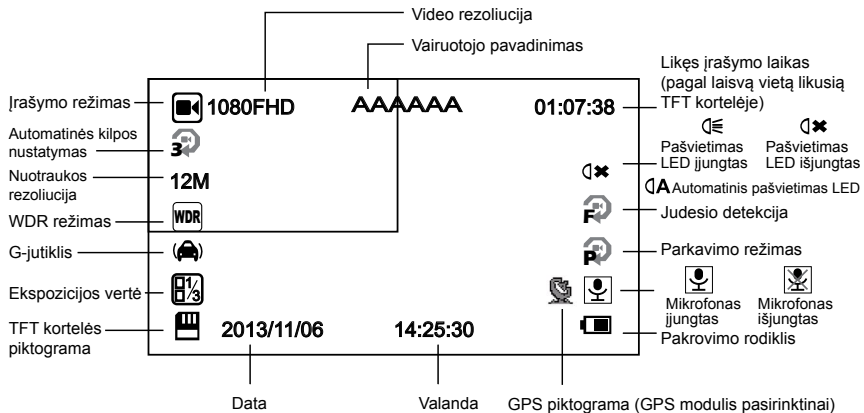 Video rezoliucija
Vairuotojo pavadinimas
Likęs įrašymo laikas
(pagal laisvą vietą likusią
TFT kortelėje)
Įrašymo režimas
1080FHD
AAAAAA
01:07:38
Automatinės kilpos
nustatymas
3
Pašvietimas
LED įjungtas
Pašvietimas
LED išjungtas
Nuotraukos
rezoliucija
12M
A Automatinis pašvietimas LED
WDR režimas
WDR
F
Judesio detekcija
G-jutiklis
P
Parkavimo režimas
Ekspozicijos vertė
1/3
Mikrofonas
įjungtas
Mikrofonas
išjungtas
TFT kortelės
piktograma
2013/11/06
14:25:30
Pakrovimo rodiklis
Data
Valanda
GPS piktograma (GPS modulis pasirinktinai)